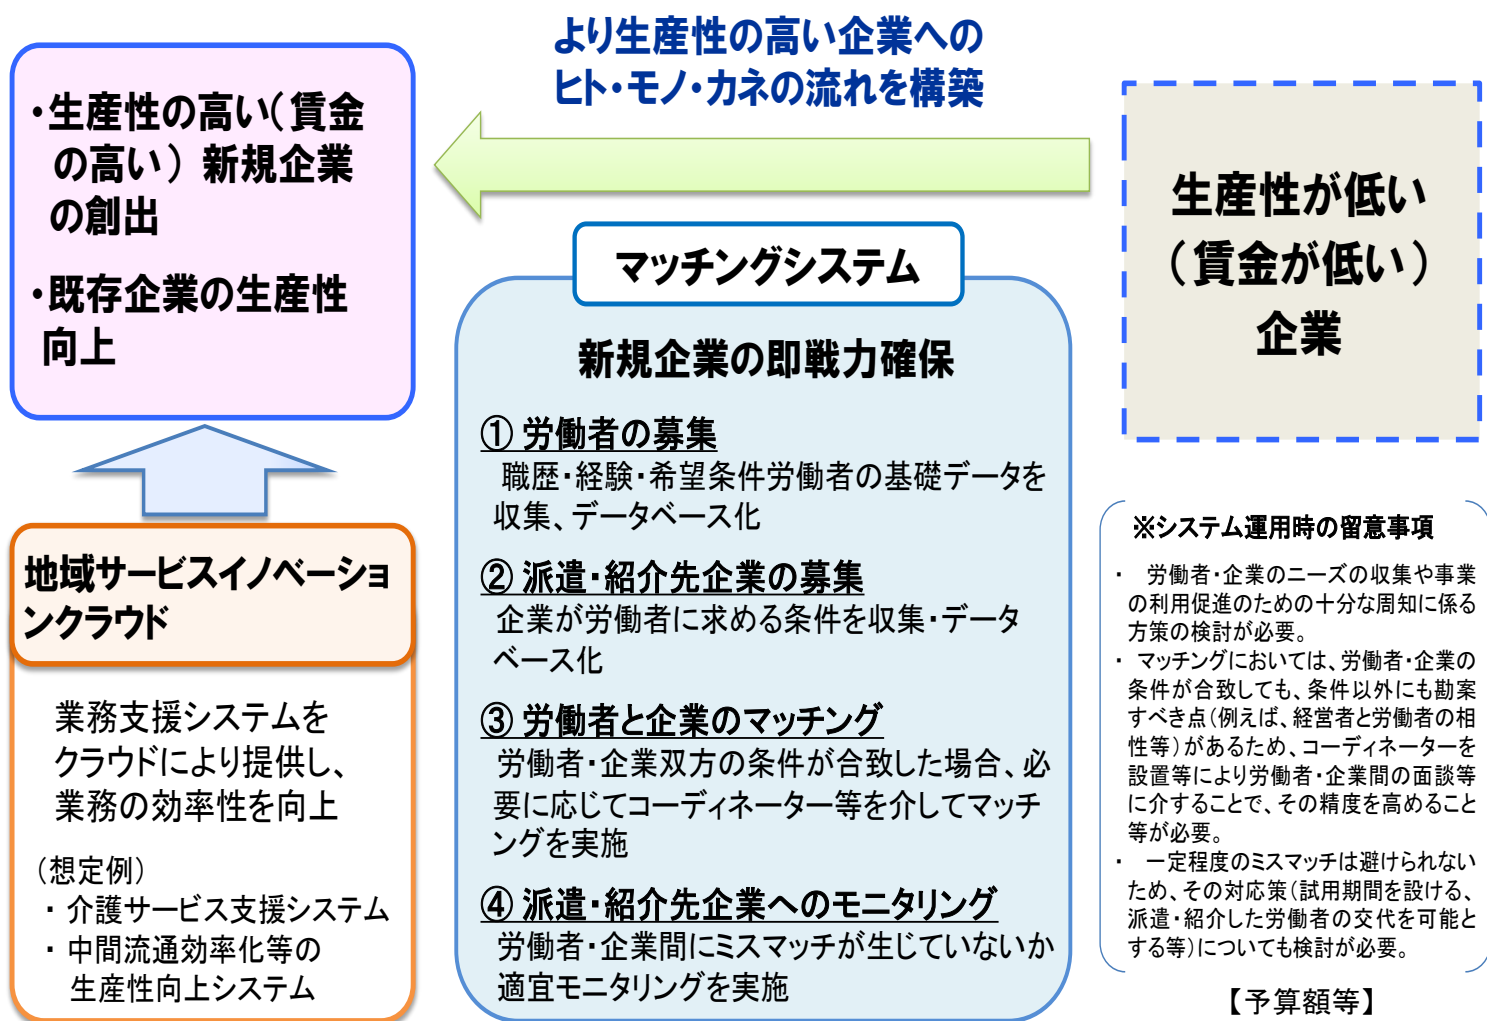 より生産性の高い企業への
ヒト・モノ・カネの流れを構築
・生産性の高い（賃金
の高い）新規企業
の創出
・既存企業の生産性
向上
生産性が低い
（賃金が低い）
企業
マッチングシステム
新規企業の即戦力確保
① 労働者の募集
職歴・経験・希望条件労働者の基礎データを
収集、データベース化
② 派遣・紹介先企業の募集
企業が労働者に求める条件を収集・データ
ベース化
③ 労働者と企業のマッチング
労働者・企業双方の条件が合致した場合、必
要に応じてコーディネーター等を介してマッチ
ングを実施
④ 派遣・紹介先企業へのモニタリング
労働者・企業間にミスマッチが生じていないか
適宜モニタリングを実施
地域サービスイノベーショ
ンクラウド
業務支援システムを
クラウドにより提供し、
業務の効率性を向上
（想定例）
・ 介護サービス支援システム
・ 中間流通効率化等の
生産性向上システム
※システム運用時の留意事項
・ 労働者・企業のニーズの収集や事業
の利用促進のための十分な周知に係る
方策の検討が必要。
・ マッチングにおいては、労働者・企業の
条件が合致しても、条件以外にも勘案
すべき点（例えば、経営者と労働者の相
性等）があるため、コーディネーターを
設置等により労働者・企業間の面談等
に介することで、その精度を高めること
等が必要。
・ 一定程度のミスマッチは避けられない
ため、その対応策（試用期間を設ける、
派遣・紹介した労働者の交代を可能と
する等）についても検討が必要。
【予算額等】